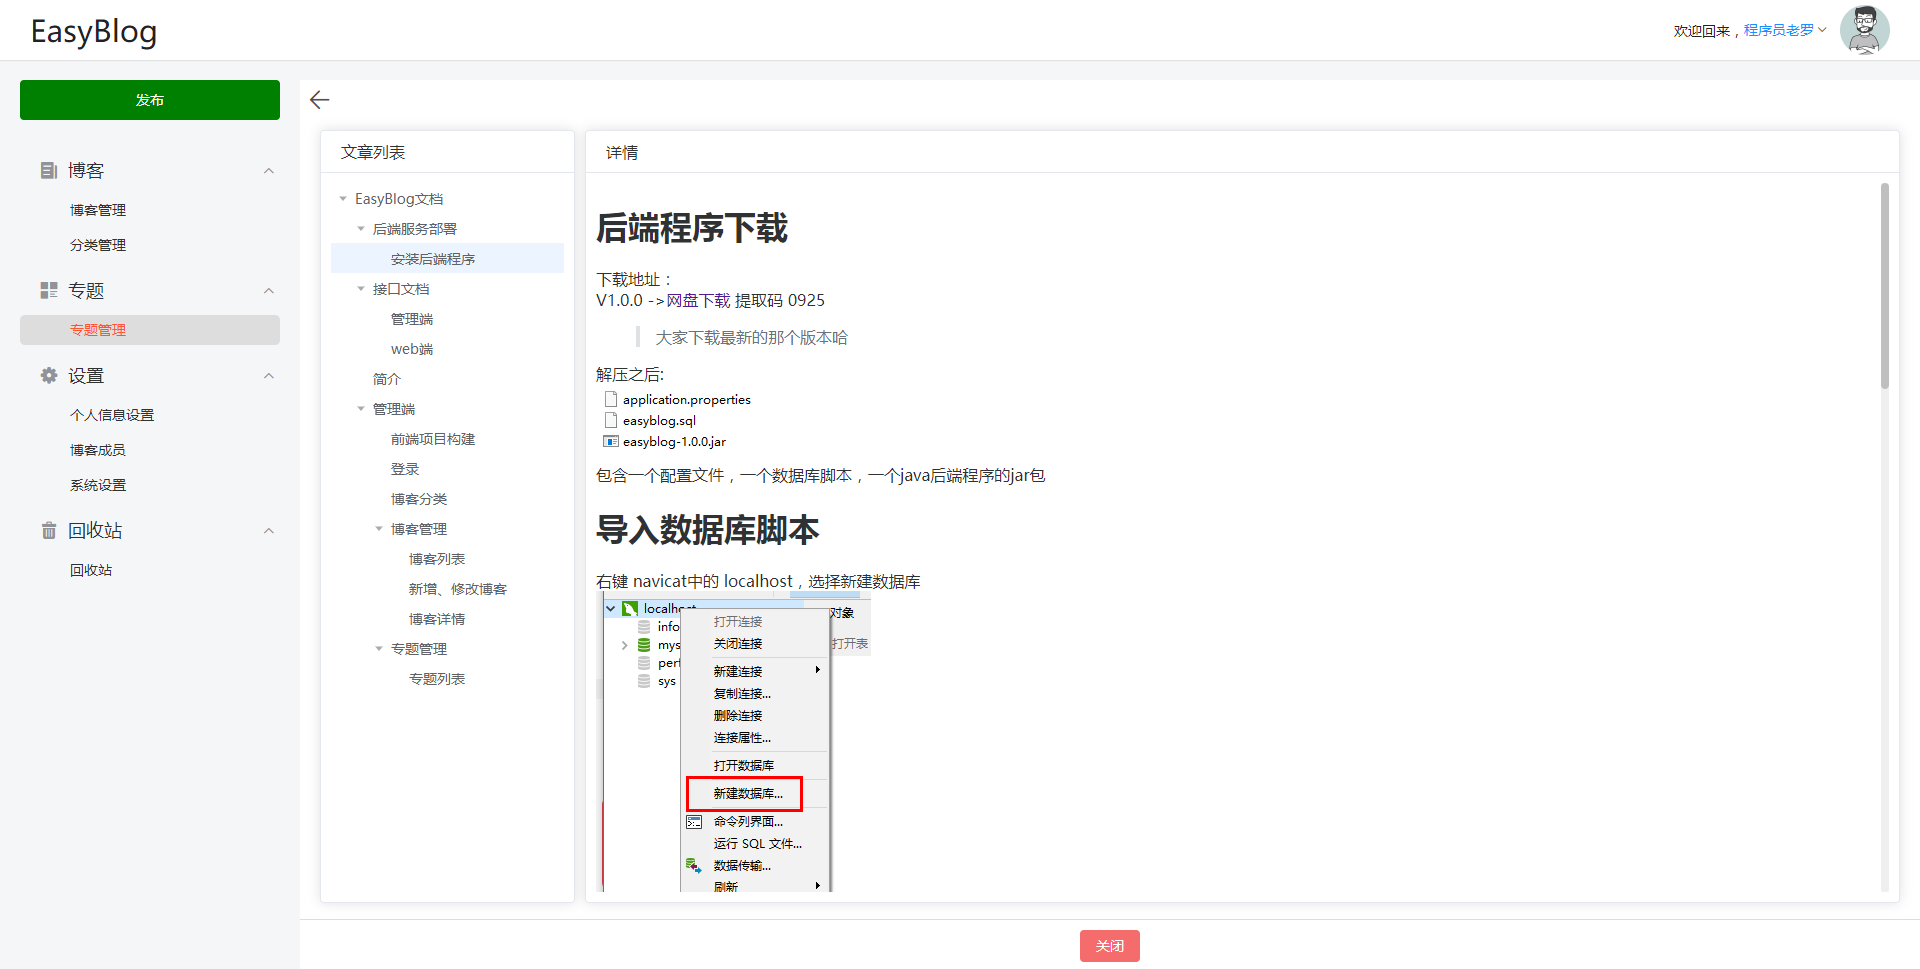 EasyBlog
欢迎回来，程序员老罗
发布
博客
博客管理
分类管理
专题
专题管理
设置
个人信息设置
博客成员
系统设置
回收站
回收站
文章列表
EasyBlog文档
后端服务部署
安装后端程序
接口文档
管理端
web端
简介
管理端
前端项目构建
登录
博客分类
博客管理
博客列表
新增、修改博客
博客详情
专题管理
专题列表
详情
后端程序下载
下载地址：
V1.0.0 ->网盘下载 提取码 0925
大家下载最新的那个版本哈
解压之后:
application.properties
easyblog.sql
easyblog-1.0.0.jar
包含一个配置文件，一个数据库脚本，一个java后端程序的jar包
导入数据库脚本
右键 navicat中的 localhost，选择新建数据库
localhost
info
mys
perf
sys
对象
打开表
打开连接
关闭连接
新建连接
复制连接...
删除连接
连接属性...
打开数据库
新建数据库...
命令列界面...
运行 SQL 文件...
数据传输...
刷新
关闭